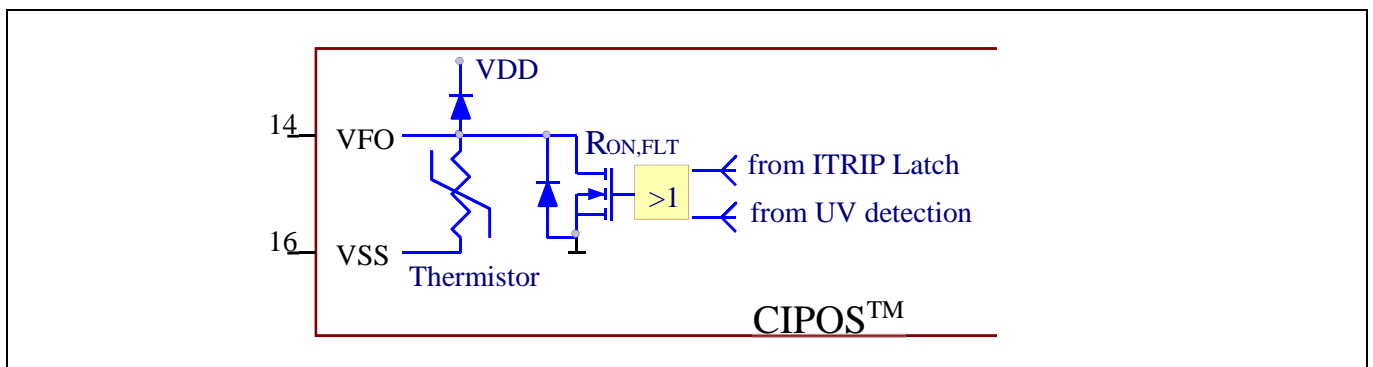 VDD
14 VFO
RON,FLT
from ITRIP Latch
>1
from UV detection
16 VSS
Thermistor
CIPOS™